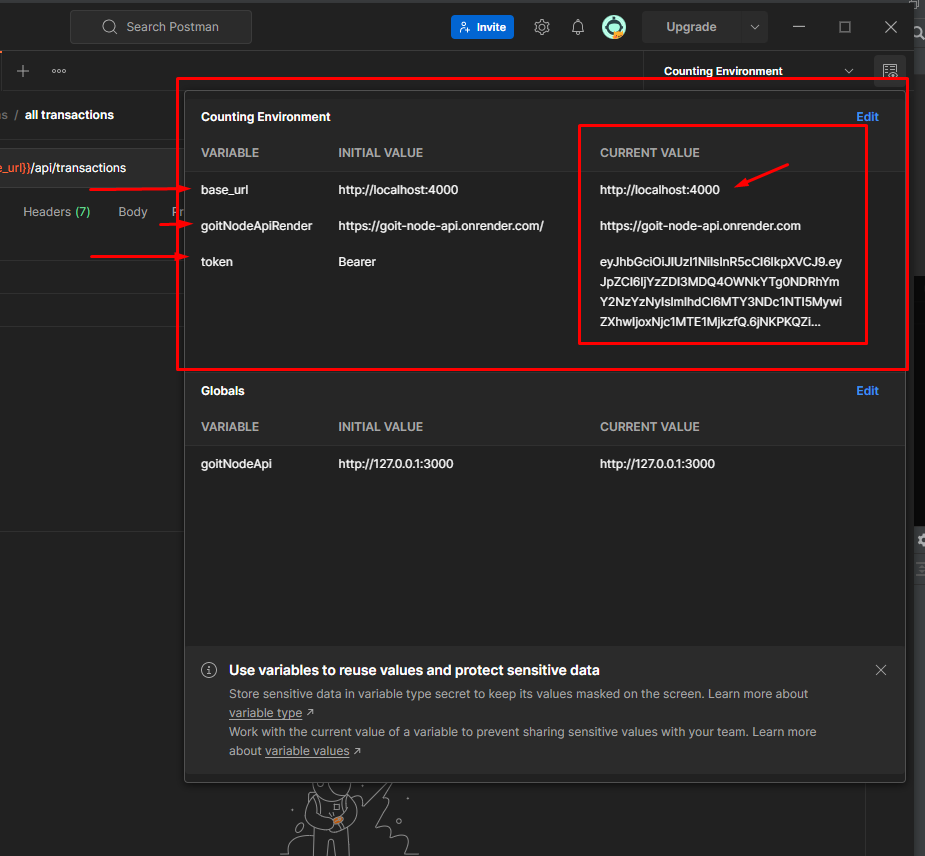 Search Postman
Invite
Upgrade
Counting Environment
/ all transactions
_url}}/api/transactions
Headers (7) Body Pr
Counting Environment Edit
VARIABLE INITIAL VALUE CURRENT VALUE
base_url http://localhost:4000 http://localhost:4000
goitNodeApiRender https://goit-node-api.onrender.com/ https://goit-node-api.onrender.com
token Bearer eyJhbGciOiJIUzI1NiIsInR5cCI6IkpXVCJ9.ey
JpZCI6IjYzZDI3MDQ4OWNkYTg0NDRhYm
Y2NzYzNyIsImlhdCI6MTY3NDc1NTI5Mywi
ZXhwIjoxNjc1MTE1MjkzfQ.6jNKPKQZi...
Globals Edit
VARIABLE INITIAL VALUE CURRENT VALUE
goitNodeApi http://127.0.0.1:3000 http://127.0.0.1:3000
Use variables to reuse values and protect sensitive data
Store sensitive data in variable type secret to keep its values masked on the screen. Learn more about
variable type ↗
Work with the current value of a variable to prevent sharing sensitive values with your team. Learn more
about variable values ↗